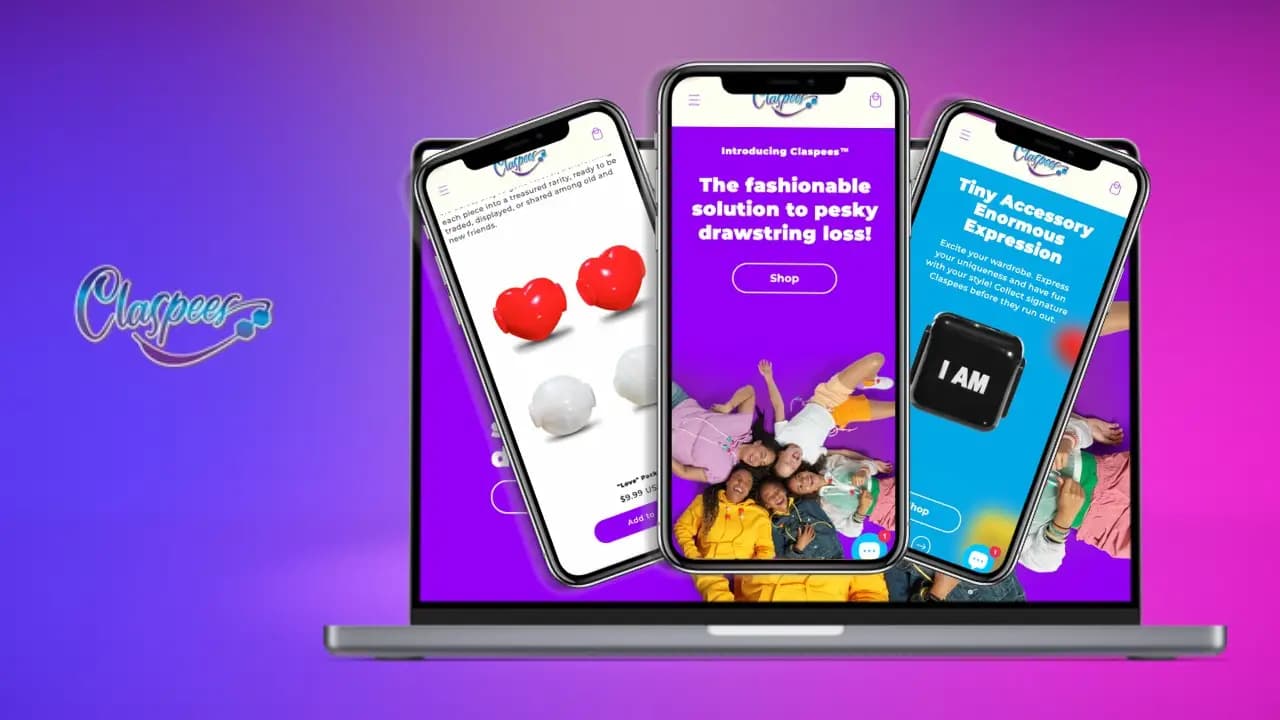 Claspees
Claspees
each piece into a treasured rarity, ready to be
traded, displayed, or shared among old and
new friends.
"Love" Pack
$9.99 US
Add to
Claspees
Introducing Claspees™
The fashionable
solution to pesky
drawstring loss!
Shop
1
Claspees
Tiny Accessory
Enormous
Expression
Excite your wardrobe. Express
your uniqueness and have fun
with your style! Collect signature
Claspees before they run out.
I AM
hop
1